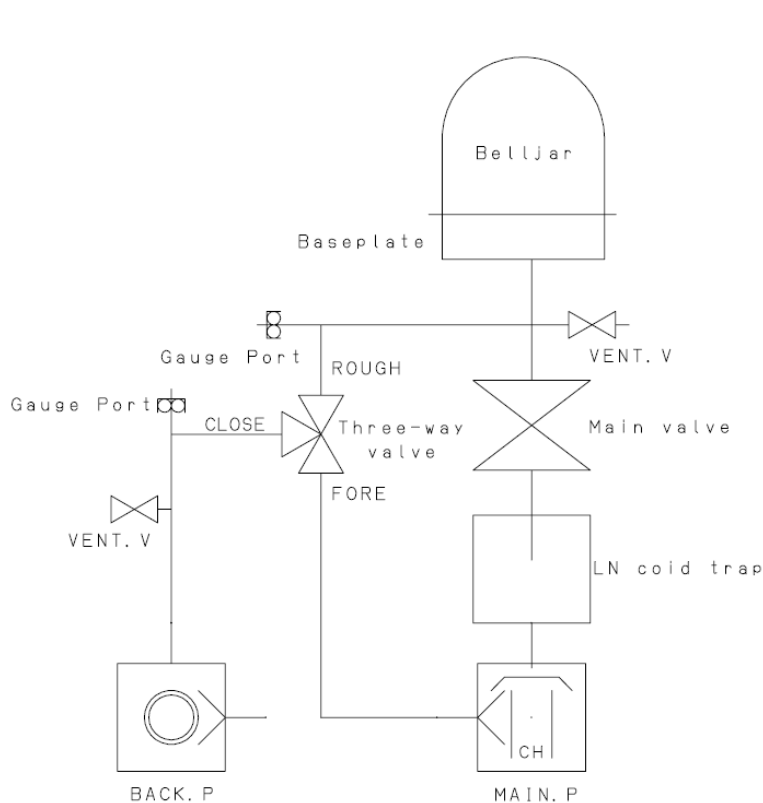 Belljar
Baseplate
Gauge Port
VENT. V
ROUGH
Gauge Port
CLOSE
Three-way
valve
Main valve
FORE
VENT. V
LN coid trap
CH
BACK. P
MAIN. P